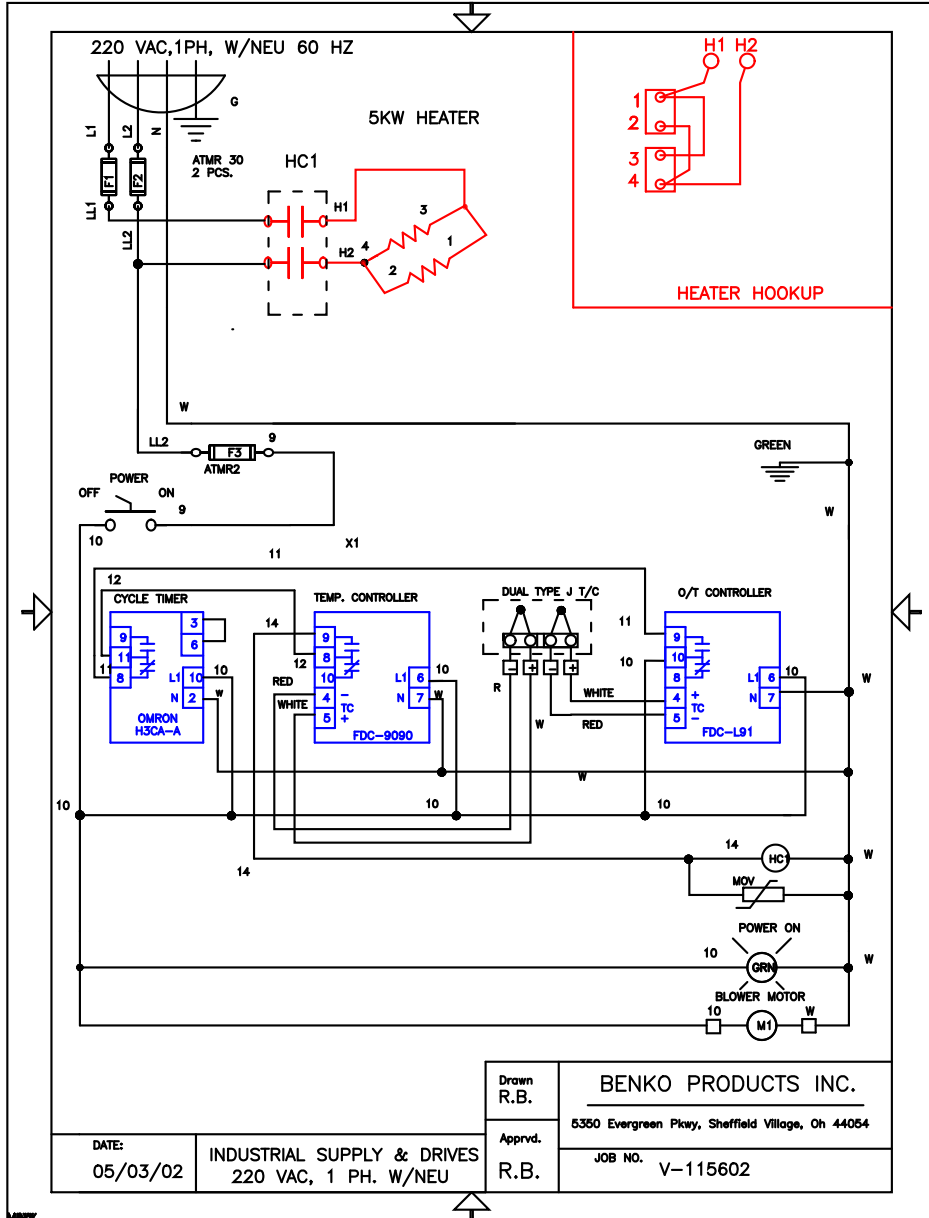 220 VAC,1PH, W/NEU 60 HZ
H1 H2
1
2
3
4
HEATER HOOKUP
G
L1
L2
N
5KW HEATER
ATMR 30
2 PCS.
HC1
F1
F2
LL1
LL2
H1
H2
4
3
1
2
W
LL2
F3
9
ATMR2
GREEN
POWER
OFF
ON
9
10
W
X1
11
12
CYCLE TIMER
TEMP. CONTROLLER
DUAL TYPE J T/C
O/T CONTROLLER
3
6
9
11
8
11
L1
10
10
N
2
W
OMRON
H3CA-A
14
12
9
8
10
4
5
RED
WHITE
-
TC
+
L1
6
10
N
7
W
FDC-9090
-
+
-
+
R
W
WHITE
RED
11
10
9
10
8
4
5
+
TC
-
L1
6
10
N
7
FDC-L91
W
W
10
10
10
14
14
HC1
W
MOV
POWER ON
10
GRN
W
BLOWER MOTOR
10
M1
W
Drawn
R.B.
BENKO PRODUCTS INC.
5350 Evergreen Pkwy, Sheffield Village, Oh 44054
Apprvd.
R.B.
DATE:
05/03/02
INDUSTRIAL SUPPLY & DRIVES
220 VAC, 1 PH. W/NEU
JOB NO.
V-115602